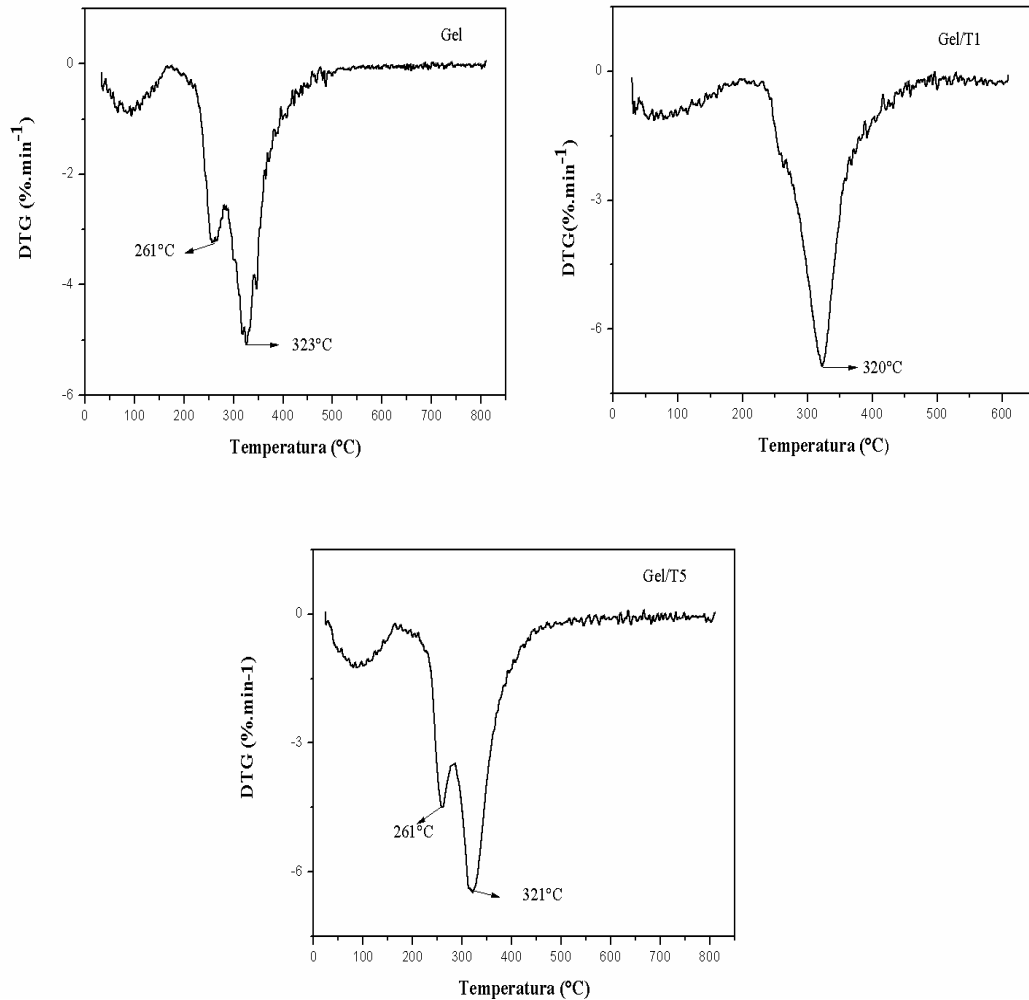 Gel
DTG (%.min-1)
0
-2
-4
-6
261°C
323°C
0 100 200 300 400 500 600 700 800
Temperatura (°C)
Gel/T1
DTG(%.min-1)
0
-3
-6
320°C
0 100 200 300 400 500 600
Temperatura (°C)
Gel/T5
DTG (%.min-1)
0
-3
-6
261°C
321°C
0 100 200 300 400 500 600 700 800
Temperatura (°C)